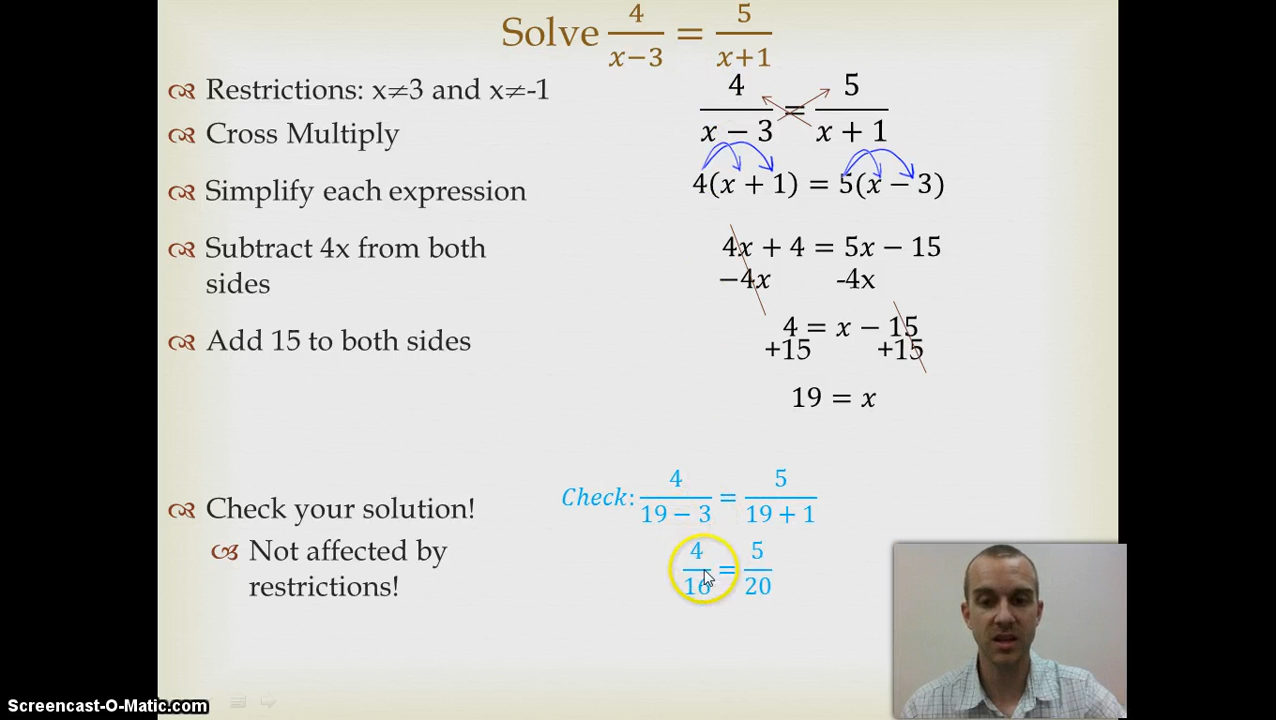 Solve 4/(x−3) = 5/(x+1)
Restrictions: x≠3 and x≠-1
4/(x − 3) = 5/(x + 1)
Cross Multiply
Simplify each expression
4(x + 1) = 5(x − 3)
Subtract 4x from both
sides
4x + 4 = 5x − 15
−4x -4x
Add 15 to both sides
4 = x − 15
+15 +15
19 = x
Check your solution!
Check: 4/(19 − 3) = 5/(19 + 1)
Not affected by
restrictions!
4/16 = 5/20
Screencast-O-Matic.com